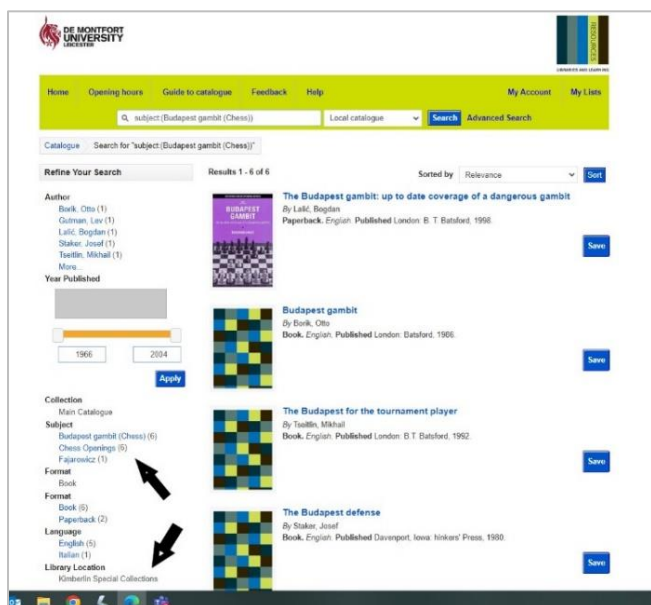 DE MONTFORT
UNIVERSITY
LEICESTER
RESOURCES
LIBRARIES AND LEARNING
Home Opening hours Guide to catalogue Feedback Help My Account My Lists
subject:(Budapest gambit (Chess)) Local catalogue Search Advanced Search
Catalogue Search for "subject:(Budapest gambit (Chess))"
Refine Your Search Results 1 - 6 of 6 Sorted by Relevance Sort
Author
Borik, Otto (1)
Gutman, Lev (1)
Lalić, Bogdan (1)
Staker, Josef (1)
Tseitlin, Mikhail (1)
More...
Year Published
1966 2004
Apply
Collection
Main Catalogue
Subject
Budapest gambit (Chess) (6)
Chess Openings (6)
Fajarowicz (1)
Format
Book
Format
Book (6)
Paperback (2)
Language
English (5)
Italian (1)
Library Location
Kimberlin Special Collections
BUDAPEST
GAMBIT
The Budapest gambit: up to date coverage of a dangerous gambit
By Lalić, Bogdan
Paperback. English. Published London: B. T. Batsford, 1998.
Save
Budapest gambit
By Borik, Otto
Book. English. Published London: Batsford, 1986.
Save
The Budapest for the tournament player
By Tseitlin, Mikhail
Book. English. Published London: B.T. Batsford, 1992.
Save
The Budapest defense
By Staker, Josef
Book. English. Published Davenport, Iowa: hinkers' Press, 1980.
Save